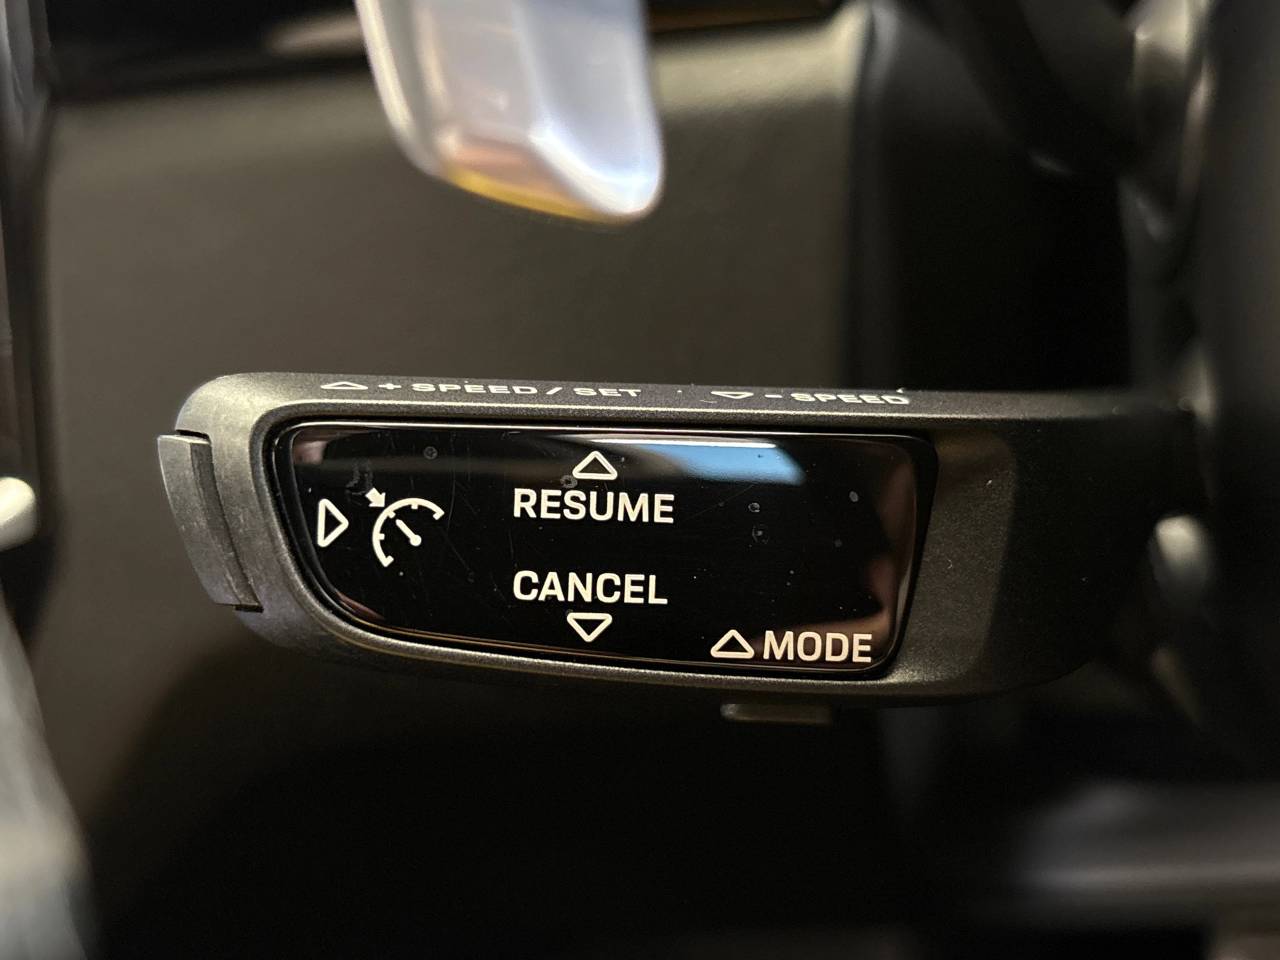 + SPEED / SET - SPEED
RESUME
CANCEL
MODE